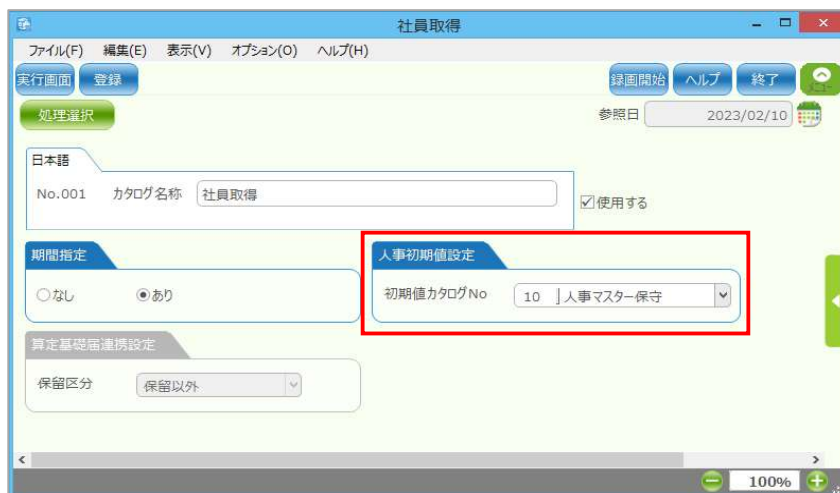 社員取得
ファイル(F) 編集(E) 表示(V) オプション(O) ヘルプ(H)
実行画面 登録 録画開始 ヘルプ 終了 メニュー
処理選択 参照日 2023/02/10
日本語
No.001 カタログ名称 社員取得 使用する
期間指定 人事初期値設定
なし あり 初期値カタログNo 10 人事マスター保守
算定基礎届連携設定
保留区分 保留以外
100%